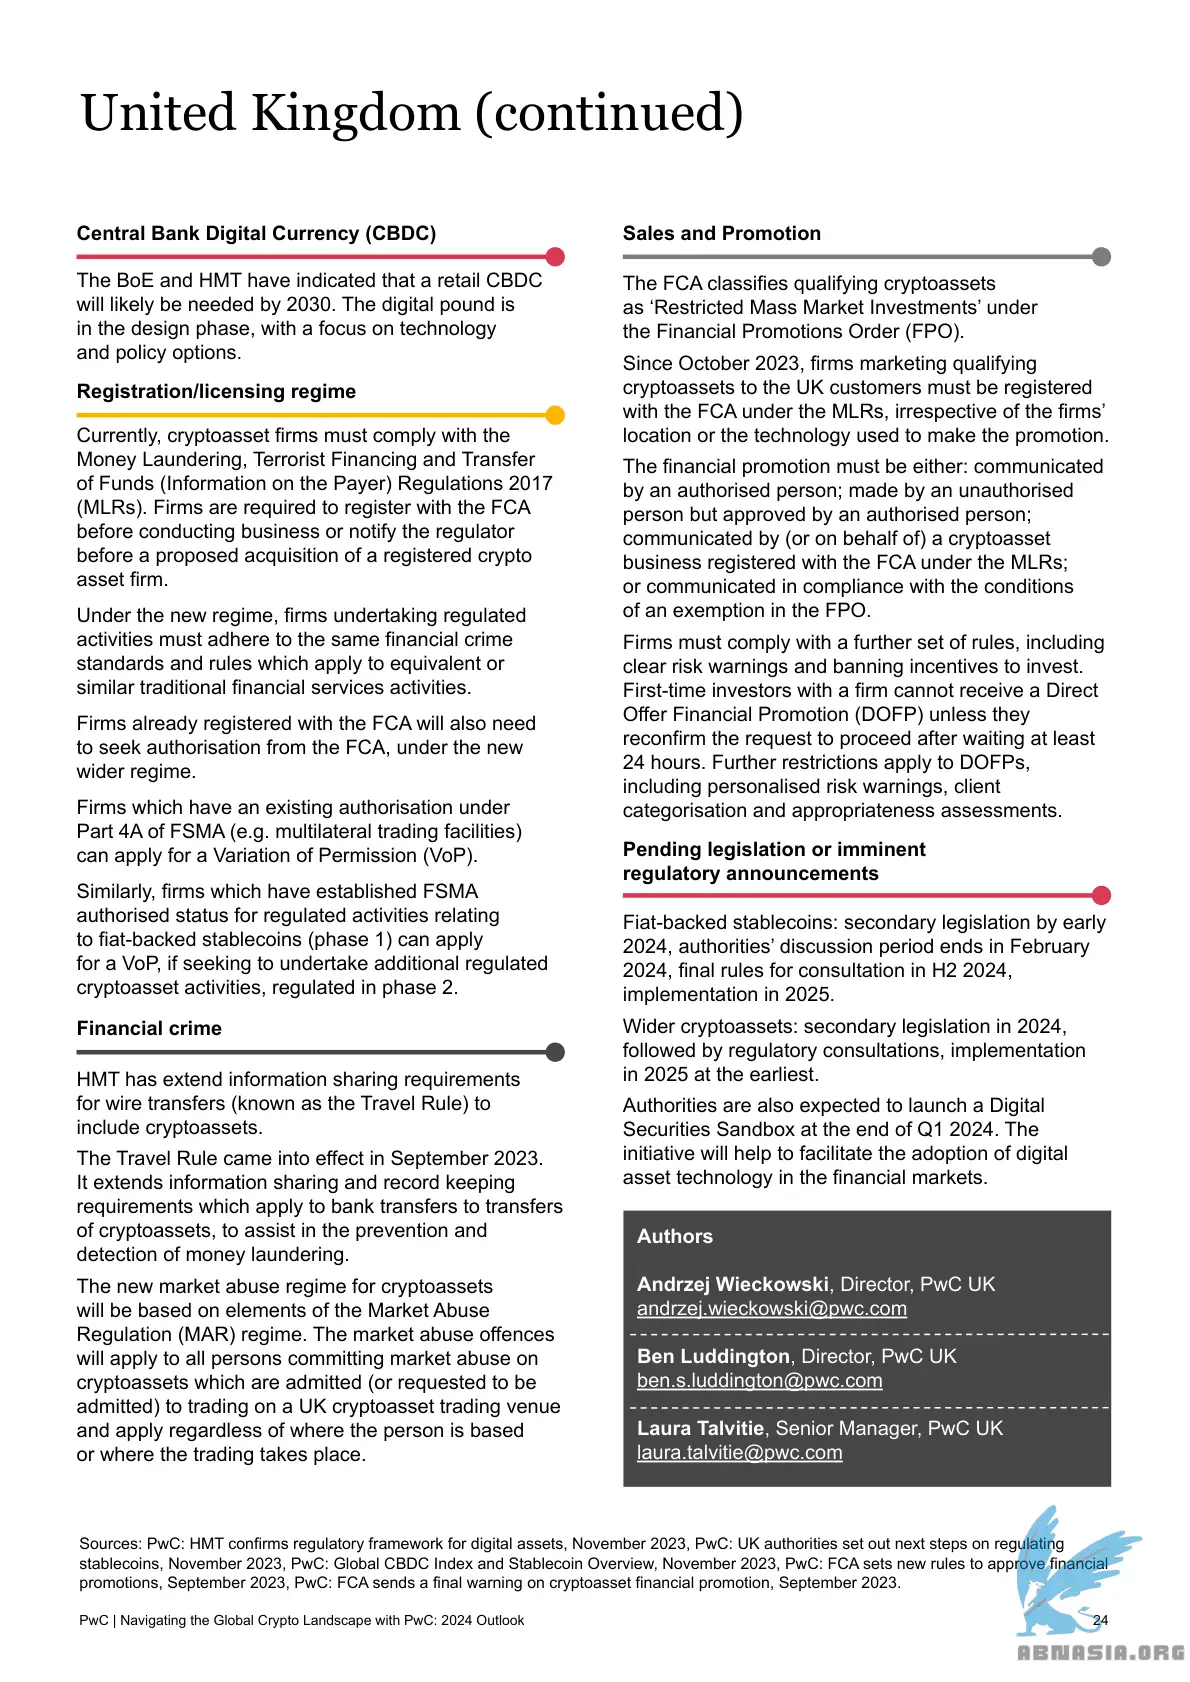 United Kingdom (continued)
Central Bank Digital Currency (CBDC)
The BoE and HMT have indicated that a retail CBDC
will likely be needed by 2030. The digital pound is
in the design phase, with a focus on technology
and policy options.
Registration/licensing regime
Currently, cryptoasset firms must comply with the
Money Laundering, Terrorist Financing and Transfer
of Funds (Information on the Payer) Regulations 2017
(MLRs). Firms are required to register with the FCA
before conducting business or notify the regulator
before a proposed acquisition of a registered crypto
asset firm.
Under the new regime, firms undertaking regulated
activities must adhere to the same financial crime
standards and rules which apply to equivalent or
similar traditional financial services activities.
Firms already registered with the FCA will also need
to seek authorisation from the FCA, under the new
wider regime.
Firms which have an existing authorisation under
Part 4A of FSMA (e.g. multilateral trading facilities)
can apply for a Variation of Permission (VoP).
Similarly, firms which have established FSMA
authorised status for regulated activities relating
to fiat-backed stablecoins (phase 1) can apply
for a VoP, if seeking to undertake additional regulated
cryptoasset activities, regulated in phase 2.
Financial crime
HMT has extend information sharing requirements
for wire transfers (known as the Travel Rule) to
include cryptoassets.
The Travel Rule came into effect in September 2023.
It extends information sharing and record keeping
requirements which apply to bank transfers to transfers
of cryptoassets, to assist in the prevention and
detection of money laundering.
The new market abuse regime for cryptoassets
will be based on elements of the Market Abuse
Regulation (MAR) regime. The market abuse offences
will apply to all persons committing market abuse on
cryptoassets which are admitted (or requested to be
admitted) to trading on a UK cryptoasset trading venue
and apply regardless of where the person is based
or where the trading takes place.
Sales and Promotion
The FCA classifies qualifying cryptoassets
as ‘Restricted Mass Market Investments’ under
the Financial Promotions Order (FPO).
Since October 2023, firms marketing qualifying
cryptoassets to the UK customers must be registered
with the FCA under the MLRs, irrespective of the firms’
location or the technology used to make the promotion.
The financial promotion must be either: communicated
by an authorised person; made by an unauthorised
person but approved by an authorised person;
communicated by (or on behalf of) a cryptoasset
business registered with the FCA under the MLRs;
or communicated in compliance with the conditions
of an exemption in the FPO.
Firms must comply with a further set of rules, including
clear risk warnings and banning incentives to invest.
First-time investors with a firm cannot receive a Direct
Offer Financial Promotion (DOFP) unless they
reconfirm the request to proceed after waiting at least
24 hours. Further restrictions apply to DOFPs,
including personalised risk warnings, client
categorisation and appropriateness assessments.
Pending legislation or imminent
regulatory announcements
Fiat-backed stablecoins: secondary legislation by early
2024, authorities’ discussion period ends in February
2024, final rules for consultation in H2 2024,
implementation in 2025.
Wider cryptoassets: secondary legislation in 2024,
followed by regulatory consultations, implementation
in 2025 at the earliest.
Authorities are also expected to launch a Digital
Securities Sandbox at the end of Q1 2024. The
initiative will help to facilitate the adoption of digital
asset technology in the financial markets.
Authors
Andrzej Wieckowski, Director, PwC UK
andrzej.wieckowski@pwc.com
Ben Luddington, Director, PwC UK
ben.s.luddington@pwc.com
Laura Talvitie, Senior Manager, PwC UK
laura.talvitie@pwc.com
Sources: PwC: HMT confirms regulatory framework for digital assets, November 2023, PwC: UK authorities set out next steps on regulating
stablecoins, November 2023, PwC: Global CBDC Index and Stablecoin Overview, November 2023, PwC: FCA sets new rules to approve financial
promotions, September 2023, PwC: FCA sends a final warning on cryptoasset financial promotion, September 2023.
PwC | Navigating the Global Crypto Landscape with PwC: 2024 Outlook
24
ABNASIA.ORG